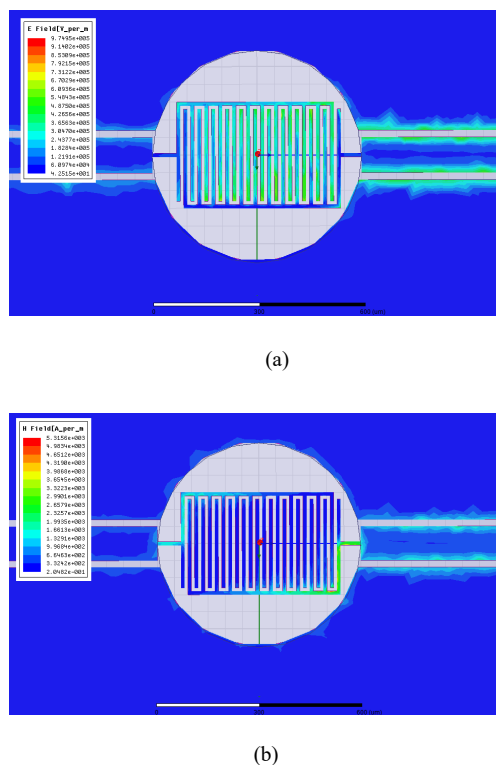 E Field[V_per_m
9.7495e+005
9.1402e+005
8.5309e+005
7.9215e+005
7.3122e+005
6.7029e+005
6.0936e+005
5.4843e+005
4.8750e+005
4.2656e+005
3.6563e+005
3.0470e+005
2.4377e+005
1.8284e+005
1.2191e+005
6.0974e+004
4.2515e+001
0
300
600 (um)
(a)
H Field[A_per_m
5.3156e+003
4.9834e+003
4.6512e+003
4.3190e+003
3.9868e+003
3.6545e+003
3.3223e+003
2.9901e+003
2.6579e+003
2.3257e+003
1.9935e+003
1.6613e+003
1.3291e+003
9.9684e+002
6.6463e+002
3.3242e+002
2.0482e-001
0
300
600 (um)
(b)